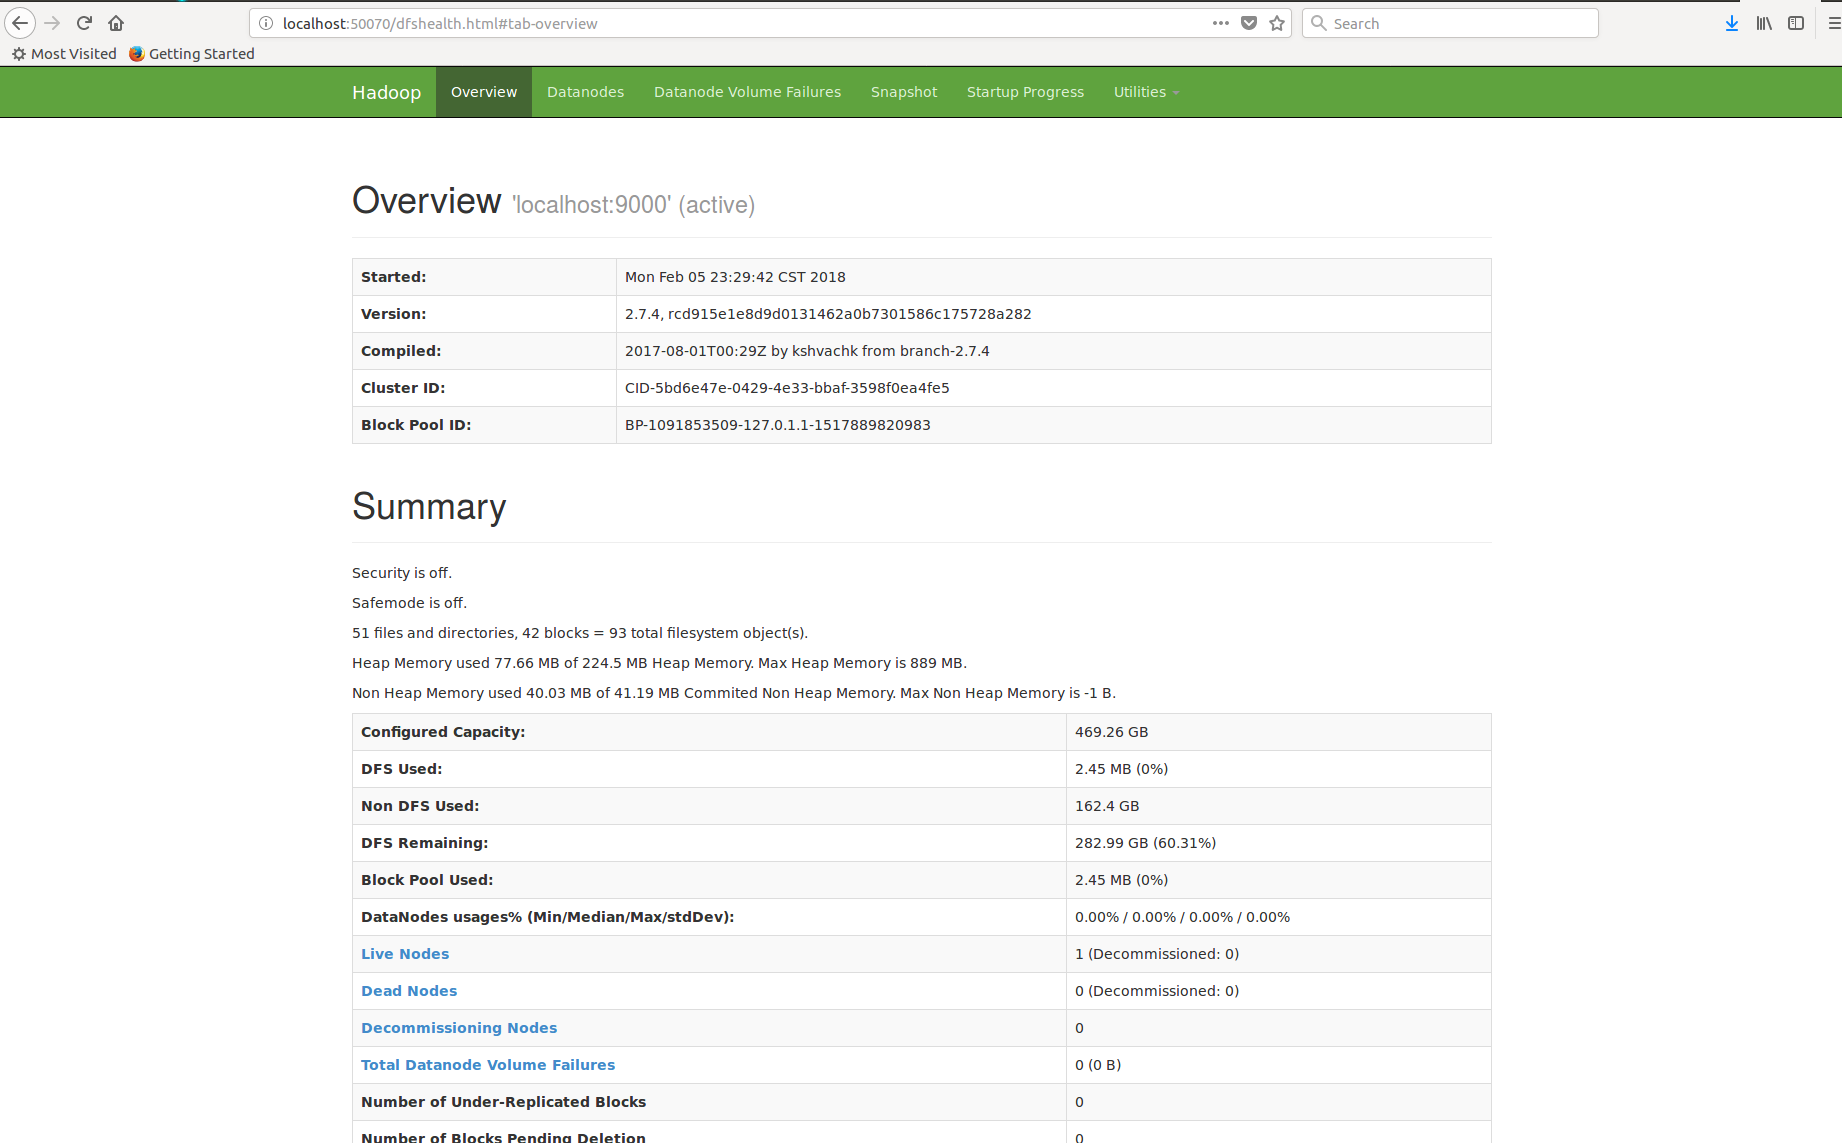 localhost:50070/dfshealth.html#tab-overview
Search
Most Visited Getting Started
Hadoop Overview Datanodes Datanode Volume Failures Snapshot Startup Progress Utilities
Overview 'localhost:9000' (active)
Started: Mon Feb 05 23:29:42 CST 2018
Version: 2.7.4, rcd915e1e8d9d0131462a0b7301586c175728a282
Compiled: 2017-08-01T00:29Z by kshvachk from branch-2.7.4
Cluster ID: CID-5bd6e47e-0429-4e33-bbaf-3598f0ea4fe5
Block Pool ID: BP-1091853509-127.0.1.1-1517889820983
Summary
Security is off.
Safemode is off.
51 files and directories, 42 blocks = 93 total filesystem object(s).
Heap Memory used 77.66 MB of 224.5 MB Heap Memory. Max Heap Memory is 889 MB.
Non Heap Memory used 40.03 MB of 41.19 MB Commited Non Heap Memory. Max Non Heap Memory is -1 B.
Configured Capacity: 469.26 GB
DFS Used: 2.45 MB (0%)
Non DFS Used: 162.4 GB
DFS Remaining: 282.99 GB (60.31%)
Block Pool Used: 2.45 MB (0%)
DataNodes usages% (Min/Median/Max/stdDev): 0.00% / 0.00% / 0.00% / 0.00%
Live Nodes 1 (Decommissioned: 0)
Dead Nodes 0 (Decommissioned: 0)
Decommissioning Nodes 0
Total Datanode Volume Failures 0 (0 B)
Number of Under-Replicated Blocks 0
Number of Blocks Pending Deletion 0